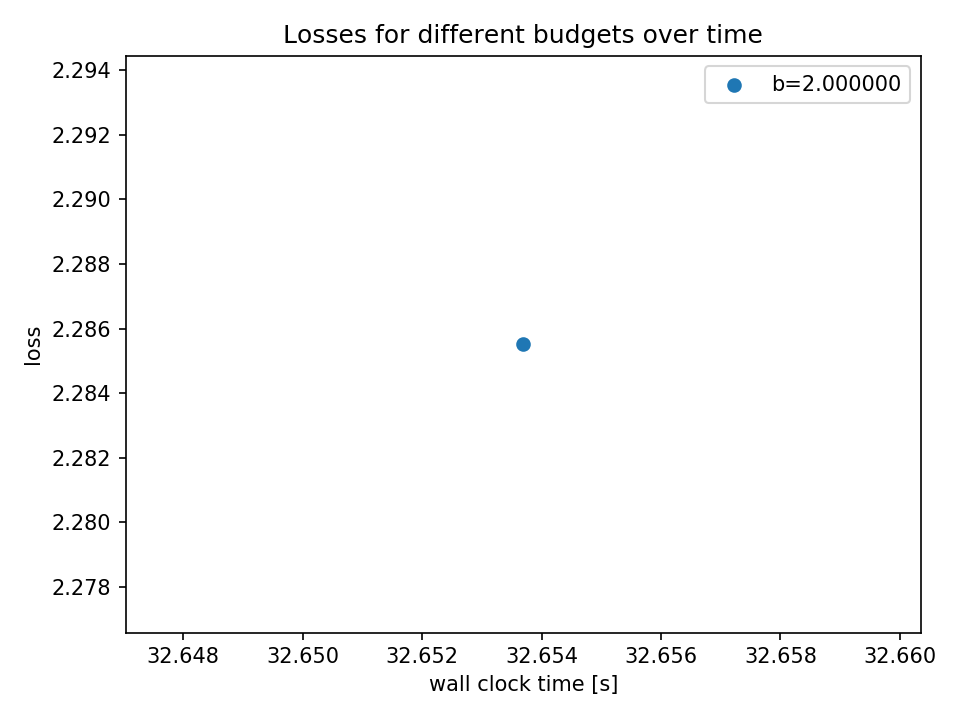 Losses for different budgets over time
b=2.000000
2.294
2.292
2.290
2.288
2.286
2.284
2.282
2.280
2.278
loss
32.648 32.650 32.652 32.654 32.656 32.658 32.660
wall clock time [s]